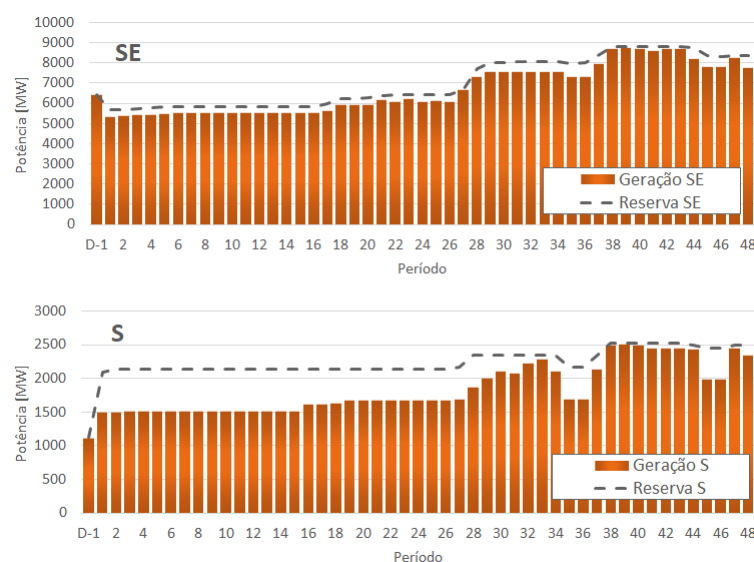 10000
9000
8000
7000
6000
5000
4000
3000
2000
1000
0
Potência [MW]
SE
Geração SE
Reserva SE
D-1 2 4 6 8 10 12 14 16 18 20 22 24 26 28 30 32 34 36 38 40 42 44 46 48
Período
3000
2500
2000
1500
1000
500
0
Potência [MW]
S
Geração S
Reserva S
D-1 2 4 6 8 10 12 14 16 18 20 22 24 26 28 30 32 34 36 38 40 42 44 46 48
Período